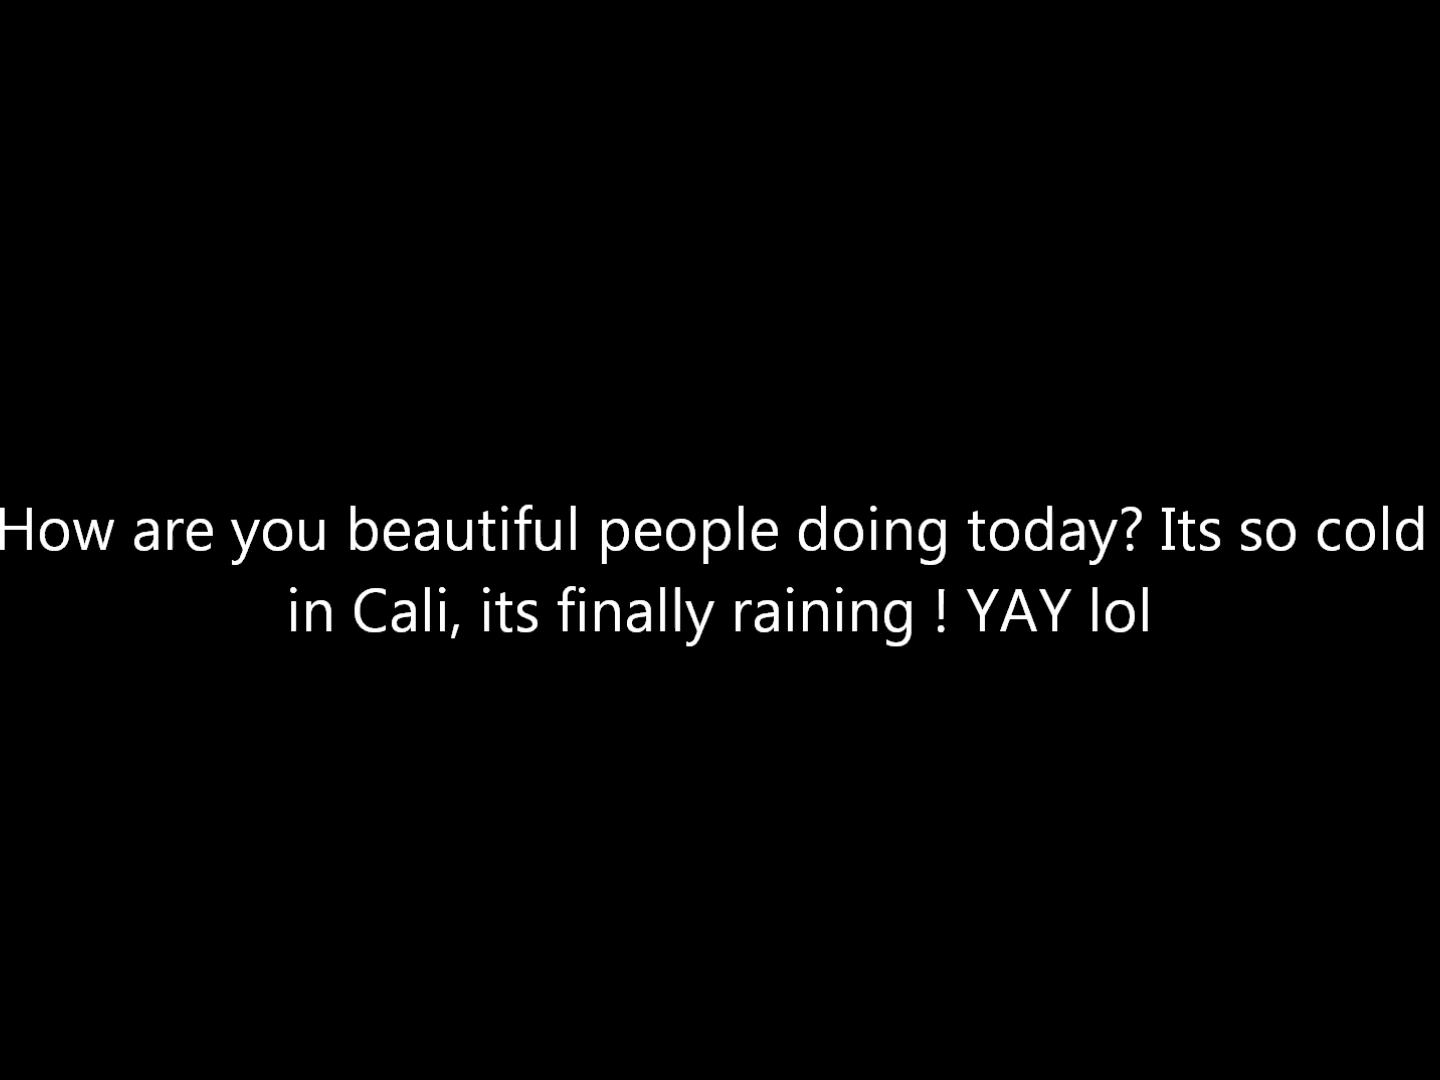 How are you beautiful people doing today? Its so cold
in Cali, its finally raining ! YAY lol